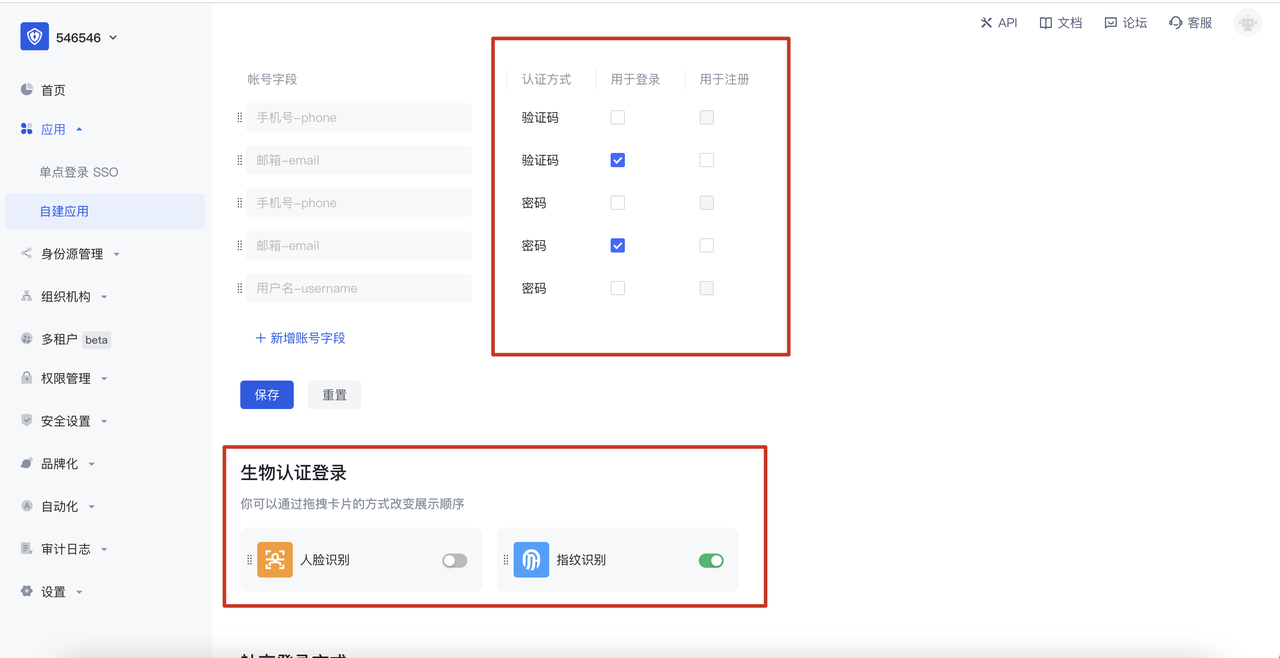 546546
API
文档
论坛
客服
首页
应用
单点登录 SSO
自建应用
身份源管理
组织机构
多租户 beta
权限管理
安全设置
品牌化
自动化
审计日志
设置
帐号字段 认证方式 用于登录 用于注册
手机号-phone 验证码
邮箱-email 验证码
手机号-phone 密码
邮箱-email 密码
用户名-username 密码
+ 新增账号字段
保存 重置
生物认证登录
你可以通过拖拽卡片的方式改变展示顺序
人脸识别 指纹识别